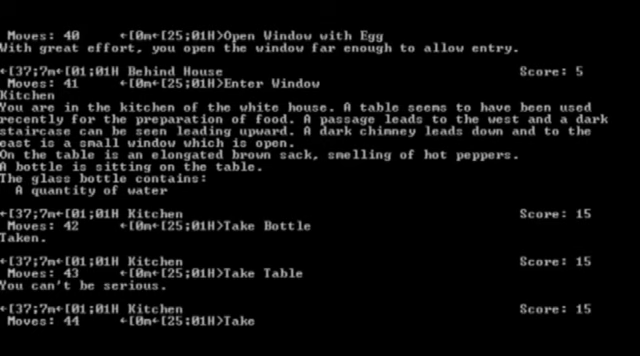 Moves: 40 ←[0m←[25;01H>Open Window with Egg
With great effort, you open the window far enough to allow entry.
←[37;7m←[01;01H Behind House Score: 5
Moves: 41 ←[0m←[25;01H>Enter Window
Kitchen
You are in the kitchen of the white house. A table seems to have been used
recently for the preparation of food. A passage leads to the west and a dark
staircase can be seen leading upward. A dark chimney leads down and to the
east is a small window which is open.
On the table is an elongated brown sack, smelling of hot peppers.
A bottle is sitting on the table.
The glass bottle contains:
A quantity of water
←[37;7m←[01;01H Kitchen Score: 15
Moves: 42 ←[0m←[25;01H>Take Bottle
Taken.
←[37;7m←[01;01H Kitchen Score: 15
Moves: 43 ←[0m←[25;01H>Take Table
You can't be serious.
←[37;7m←[01;01H Kitchen Score: 15
Moves: 44 ←[0m←[25;01H>Take